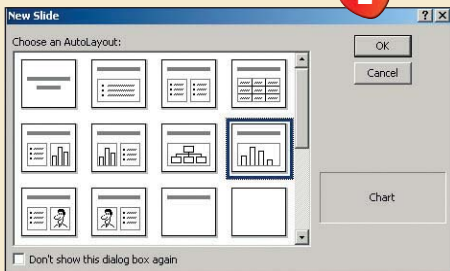 New Slide
Choose an AutoLayout:
OK
Cancel
Chart
Don't show this dialog box again